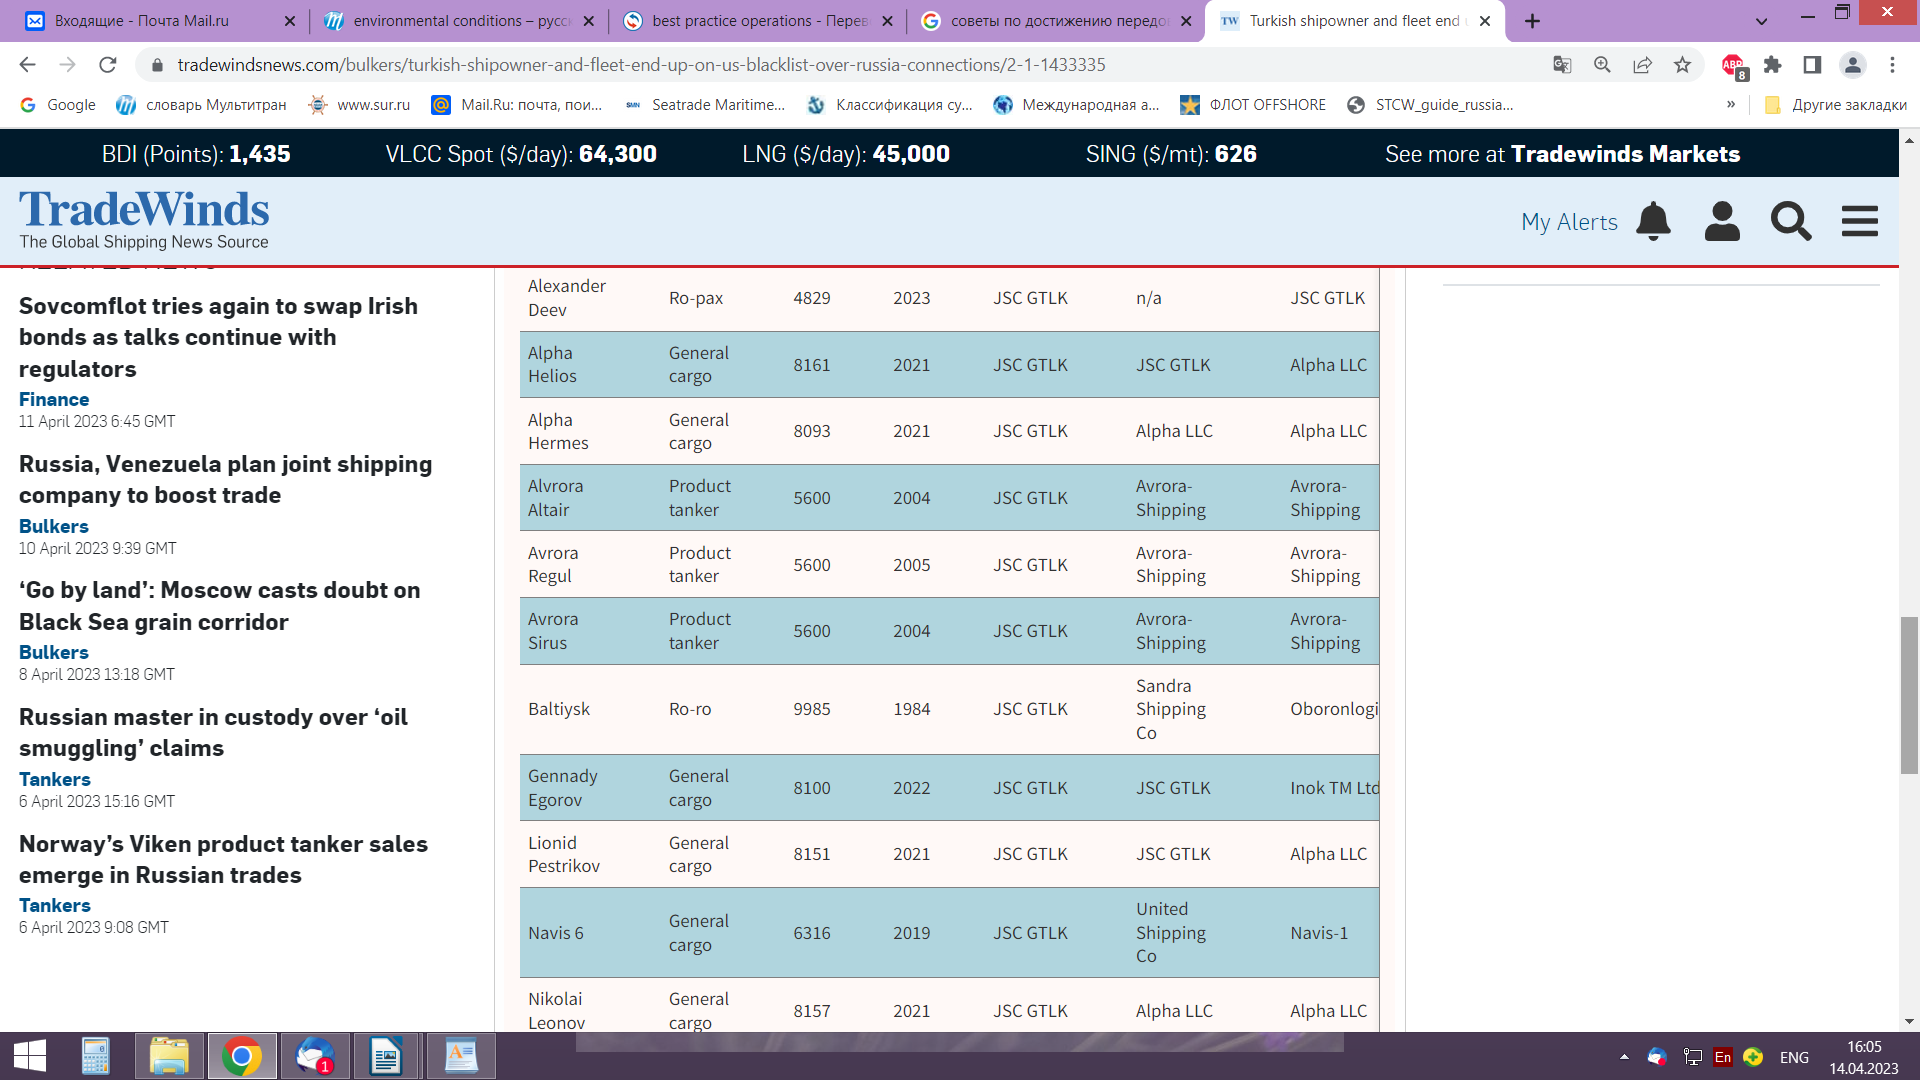 Входящие - Почта Mail.ru
environmental conditions – русс
best practice operations - Перев
советы по достижению передо
Turkish shipowner and fleet end
tradewindsnews.com/bulkers/turkish-shipowner-and-fleet-end-up-on-us-blacklist-over-russia-connections/2-1-1433335
ABP
8
Google
словарь Мультитран
www.sur.ru
Mail.Ru: почта, пои...
Seatrade Maritime...
Классификация су...
Международная а...
ФЛОТ OFFSHORE
STCW_guide_russia...
»
Другие закладки
BDI (Points): 1,435
VLCC Spot ($/day): 64,300
LNG ($/day): 45,000
SING ($/mt): 626
See more at Tradewinds Markets
TradeWinds
The Global Shipping News Source
My Alerts
Sovcomflot tries again to swap Irish
bonds as talks continue with
regulators
Finance
11 April 2023 6:45 GMT
Russia, Venezuela plan joint shipping
company to boost trade
Bulkers
10 April 2023 9:39 GMT
‘Go by land’: Moscow casts doubt on
Black Sea grain corridor
Bulkers
8 April 2023 13:18 GMT
Russian master in custody over ‘oil
smuggling’ claims
Tankers
6 April 2023 15:16 GMT
Norway’s Viken product tanker sales
emerge in Russian trades
Tankers
6 April 2023 9:08 GMT
Alexander
Deev
Ro-pax
4829
2023
JSC GTLK
n/a
JSC GTLK
Alpha
Helios
General
cargo
8161
2021
JSC GTLK
JSC GTLK
Alpha LLC
Alpha
Hermes
General
cargo
8093
2021
JSC GTLK
Alpha LLC
Alpha LLC
Alvrora
Altair
Product
tanker
5600
2004
JSC GTLK
Avrora-
Shipping
Avrora-
Shipping
Avrora
Regul
Product
tanker
5600
2005
JSC GTLK
Avrora-
Shipping
Avrora-
Shipping
Avrora
Sirus
Product
tanker
5600
2004
JSC GTLK
Avrora-
Shipping
Avrora-
Shipping
Baltiysk
Ro-ro
9985
1984
JSC GTLK
Sandra
Shipping
Co
Oboronlogi
Gennady
Egorov
General
cargo
8100
2022
JSC GTLK
JSC GTLK
Inok TM Ltd
Lionid
Pestrikov
General
cargo
8151
2021
JSC GTLK
JSC GTLK
Alpha LLC
Navis 6
General
cargo
6316
2019
JSC GTLK
United
Shipping
Co
Navis-1
Nikolai
Leonov
General
cargo
8157
2021
JSC GTLK
Alpha LLC
Alpha LLC
1
En
ENG
16:05
14.04.2023